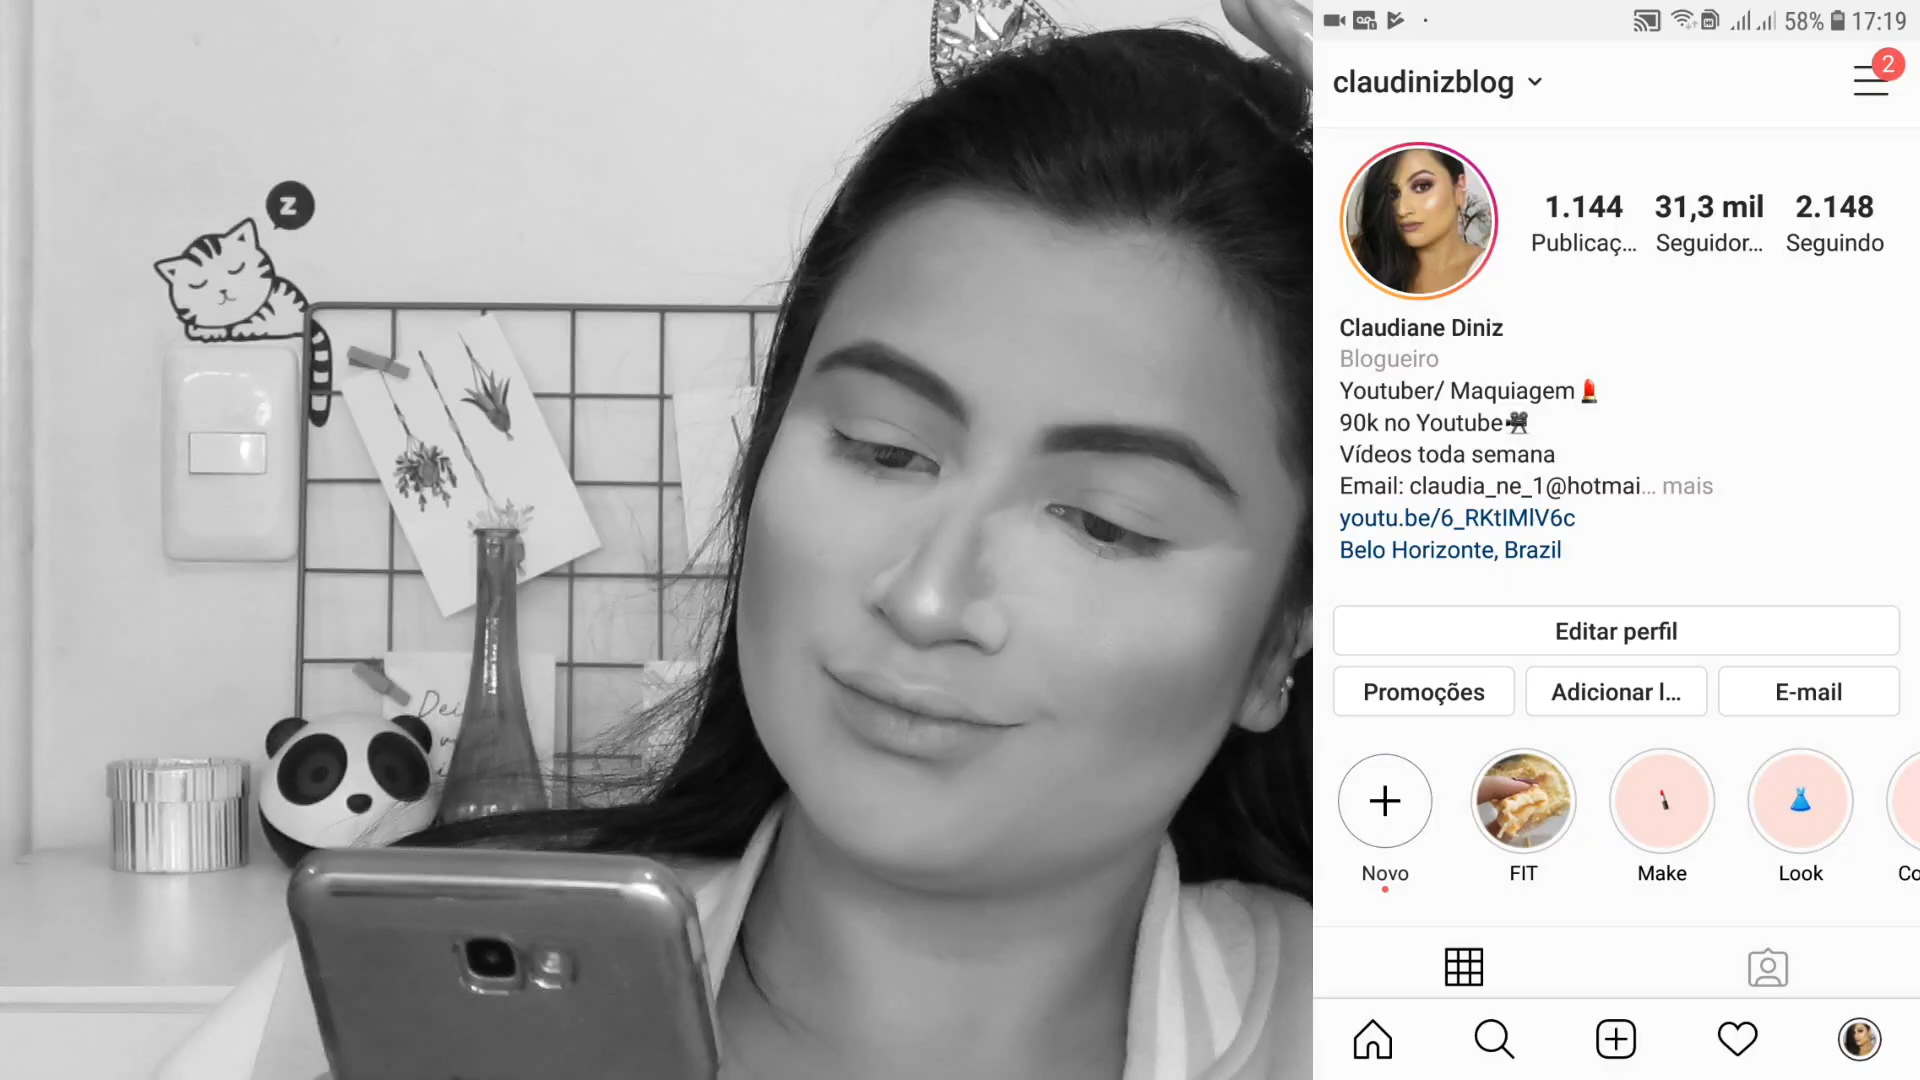 z
Dei
58% 17:19
claudinizblog
2
1.144 31,3 mil 2.148
Publicaç... Seguidor... Seguindo
Claudiane Diniz
Blogueiro
Youtuber/ Maquiagem
90k no Youtube
Vídeos toda semana
Email: claudia_ne_1@hotmai... mais
youtu.be/6_RKtIMlV6c
Belo Horizonte, Brazil
Editar perfil
Promoções Adicionar l... E-mail
Novo FIT Make Look Co